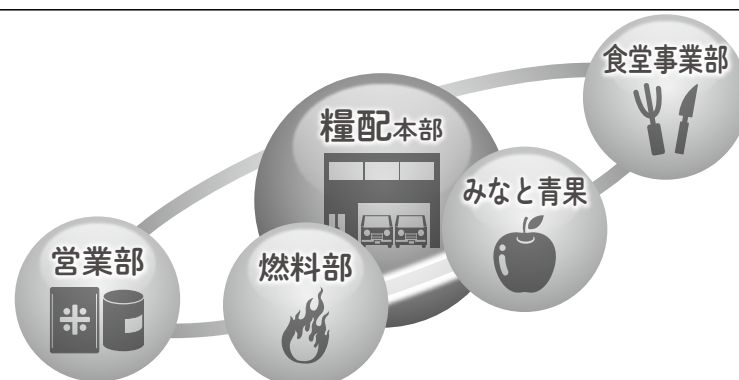 食堂事業部
糧配本部
みなと青果
営業部
燃料部